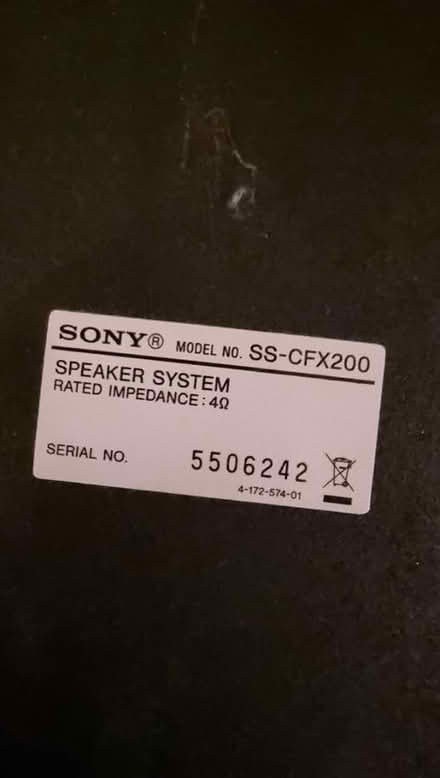 SONY® MODEL NO. SS-CFX200
SPEAKER SYSTEM
RATED IMPEDANCE : 4Ω
SERIAL NO. 5506242
4-172-574-01